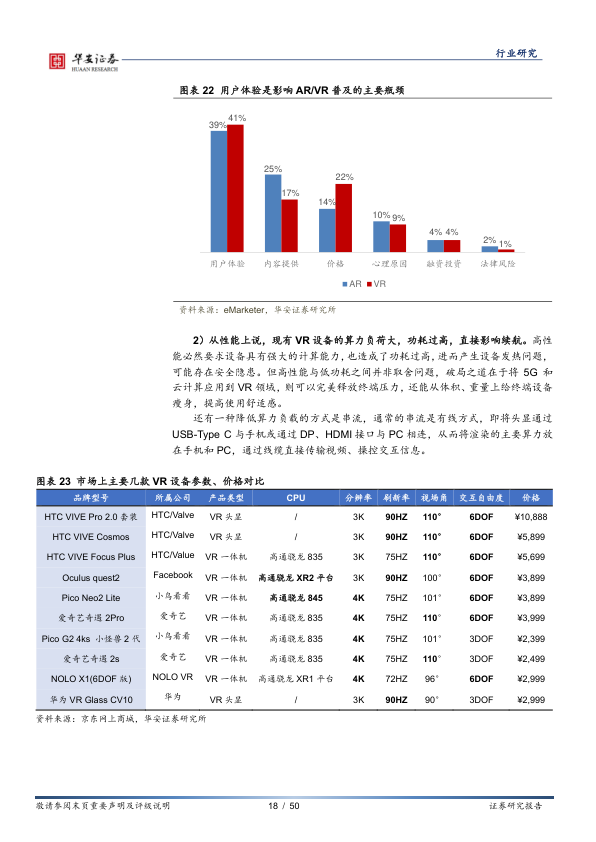 华安证券
HUAAN RESEARCH
行业研究
图表 22 用户体验是影响 AR/VR 普及的主要瓶颈
39% 41%
25% 17%
14% 22%
10% 9%
4% 4%
2% 1%
用户体验 内容提供 价格 心理原因 融资投资 法律风险
AR VR
资料来源：eMarketer，华安证券研究所
2）从性能上说，现有 VR 设备的算力负荷大，功耗过高，直接影响续航。高性
能必然要求设备具有强大的计算能力，也造成了功耗过高，进而产生设备发热问题，
可能存在安全隐患。但高性能与低功耗之间并非取舍问题，破局之道在于将 5G 和
云计算应用到 VR 领域，则可以完美释放终端压力，还能从体积、重量上给终端设备
瘦身，提高使用舒适感。
还有一种降低算力负载的方式是串流，通常的串流是有线方式，即将头显通过
USB-Type C 与手机或通过 DP、HDMI 接口与 PC 相连，从而将渲染的主要算力放
在手机和 PC，通过线缆直接传输视频、操控交互信息。
图表 23 市场上主要几款 VR 设备参数、价格对比
品牌型号 所属公司 产品类型 CPU 分辨率 刷新率 视场角 交互自由度 价格
HTC VIVE Pro 2.0 套装 HTC/Valve VR 头显 / 3K 90HZ 110° 6DOF ¥10,888
HTC VIVE Cosmos HTC/Valve VR 头显 / 3K 90HZ 110° 6DOF ¥5,899
HTC VIVE Focus Plus HTC/Value VR 一体机 高通骁龙 835 3K 75HZ 110° 6DOF ¥5,699
Oculus quest2 Facebook VR 一体机 高通骁龙 XR2 平台 3K 90HZ 100° 6DOF ¥3,899
Pico Neo2 Lite 小鸟看看 VR 一体机 高通骁龙 845 4K 75HZ 101° 6DOF ¥3,899
爱奇艺奇遇 2Pro 爱奇艺 VR 一体机 高通骁龙 835 4K 75HZ 110° 6DOF ¥3,999
Pico G2 4ks 小怪兽 2 代 小鸟看看 VR 一体机 高通骁龙 835 4K 75HZ 101° 3DOF ¥2,399
爱奇艺奇遇 2s 爱奇艺 VR 一体机 高通骁龙 835 4K 75HZ 110° 3DOF ¥2,499
NOLO X1(6DOF 版) NOLO VR VR 一体机 高通骁龙 XR1 平台 4K 72HZ 96° 6DOF ¥2,999
华为 VR Glass CV10 华为 VR 头显 / 3K 90HZ 90° 3DOF ¥2,999
资料来源：京东网上商城，华安证券研究所
敬请参阅末页重要声明及评级说明 18 / 50 证券研究报告